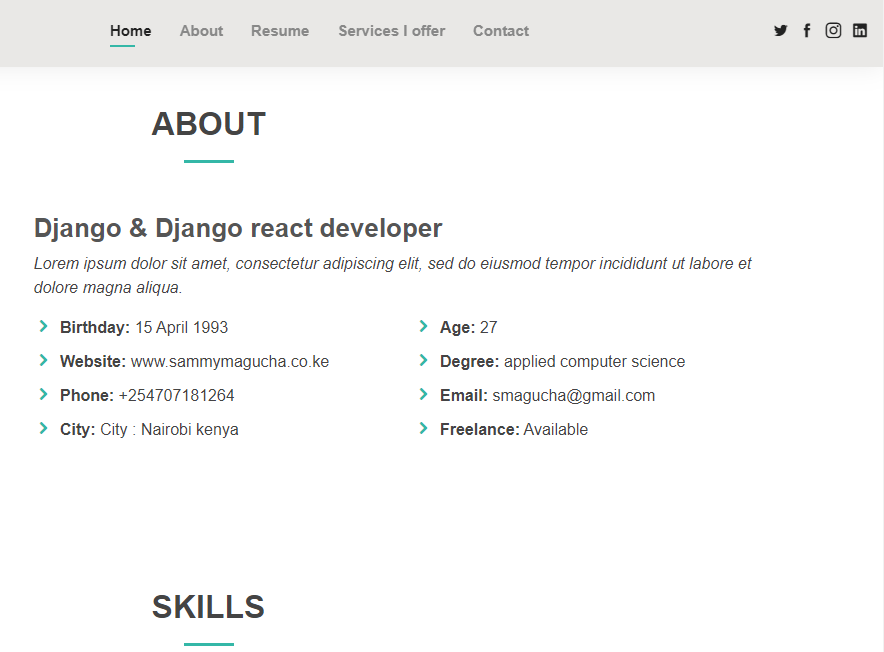 Home About Resume Services I offer Contact
ABOUT
Django & Django react developer
Lorem ipsum dolor sit amet, consectetur adipiscing elit, sed do eiusmod tempor incididunt ut labore et
dolore magna aliqua.
Birthday: 15 April 1993 Age: 27
Website: www.sammymagucha.co.ke Degree: applied computer science
Phone: +254707181264 Email: smagucha@gmail.com
City: City : Nairobi kenya Freelance: Available
SKILLS